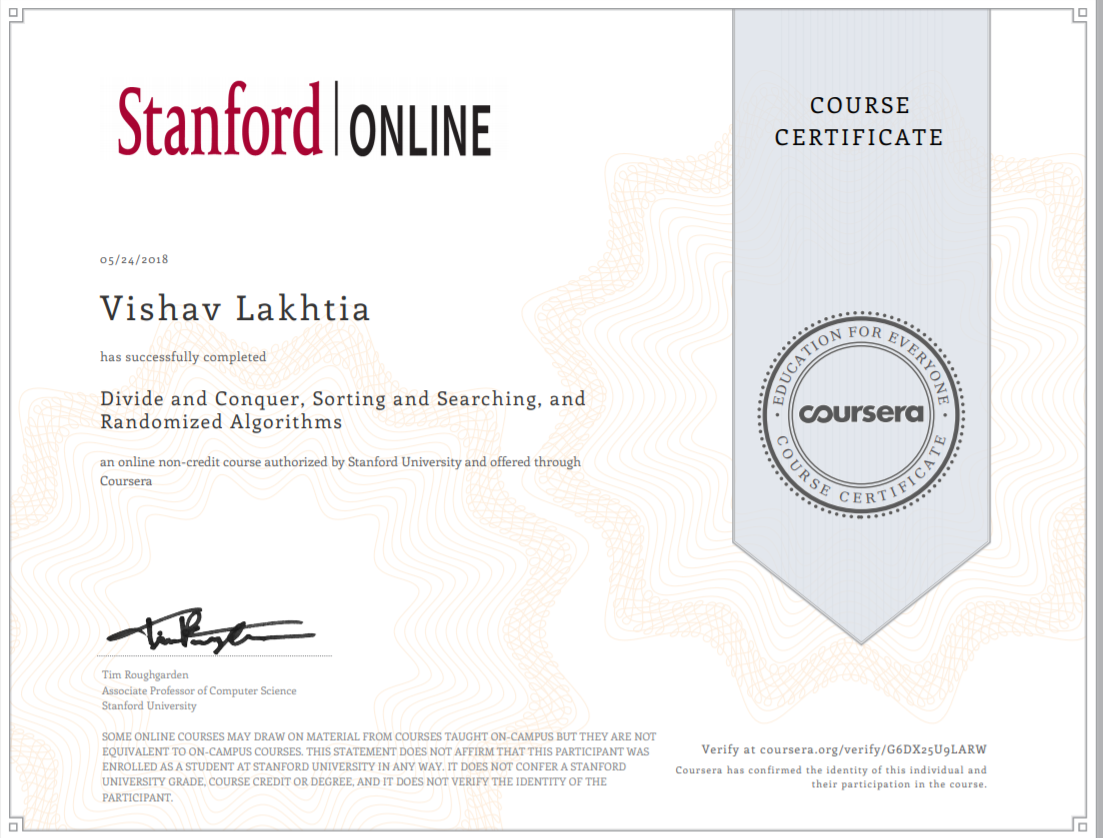 Stanford | ONLINE
COURSE
CERTIFICATE
05/24/2018
Vishav Lakhtia
has successfully completed
Divide and Conquer, Sorting and Searching, and
Randomized Algorithms
an online non-credit course authorized by Stanford University and offered through
Coursera
EDUCATION FOR EVERYONE
coursera
COURSE CERTIFICATE
Tim Roughgarden
Associate Professor of Computer Science
Stanford University
SOME ONLINE COURSES MAY DRAW ON MATERIAL FROM COURSES TAUGHT ON-CAMPUS BUT THEY ARE NOT
EQUIVALENT TO ON-CAMPUS COURSES. THIS STATEMENT DOES NOT AFFIRM THAT THIS PARTICIPANT WAS
ENROLLED AS A STUDENT AT STANFORD UNIVERSITY IN ANY WAY. IT DOES NOT CONFER A STANFORD
UNIVERSITY GRADE, COURSE CREDIT OR DEGREE, AND IT DOES NOT VERIFY THE IDENTITY OF THE
PARTICIPANT.
Verify at coursera.org/verify/G6DX25U9LARW
Coursera has confirmed the identity of this individual and
their participation in the course.